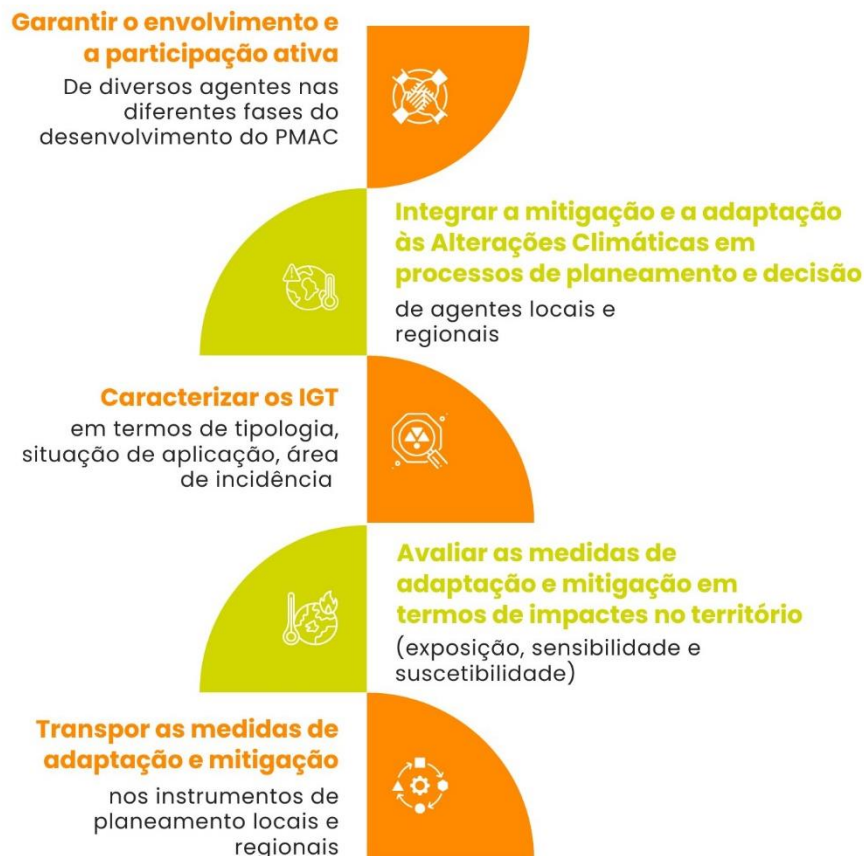 Garantir o envolvimento e
a participação ativa
De diversos agentes nas
diferentes fases do
desenvolvimento do PMAC
Integrar a mitigação e a adaptação
às Alterações Climáticas em
processos de planeamento e decisão
de agentes locais e
regionais
Caracterizar os IGT
em termos de tipologia,
situação de aplicação, área
de incidência
Avaliar as medidas de
adaptação e mitigação em
termos de impactes no território
(exposição, sensibilidade e
suscetibilidade)
Transpor as medidas de
adaptação e mitigação
nos instrumentos de
planeamento locais e
regionais